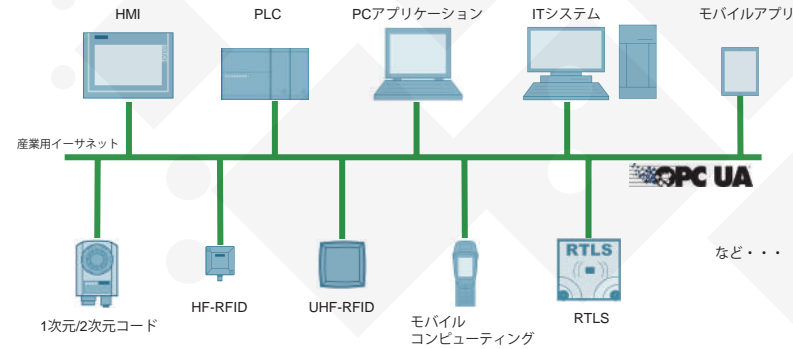 HMI
PLC
PCアプリケーション
ITシステム
モバイルアプリ
産業用イーサネット
OPC UA
RTLS
など・・・
1次元/2次元コード
HF-RFID
UHF-RFID
モバイル
コンピューティング
RTLS